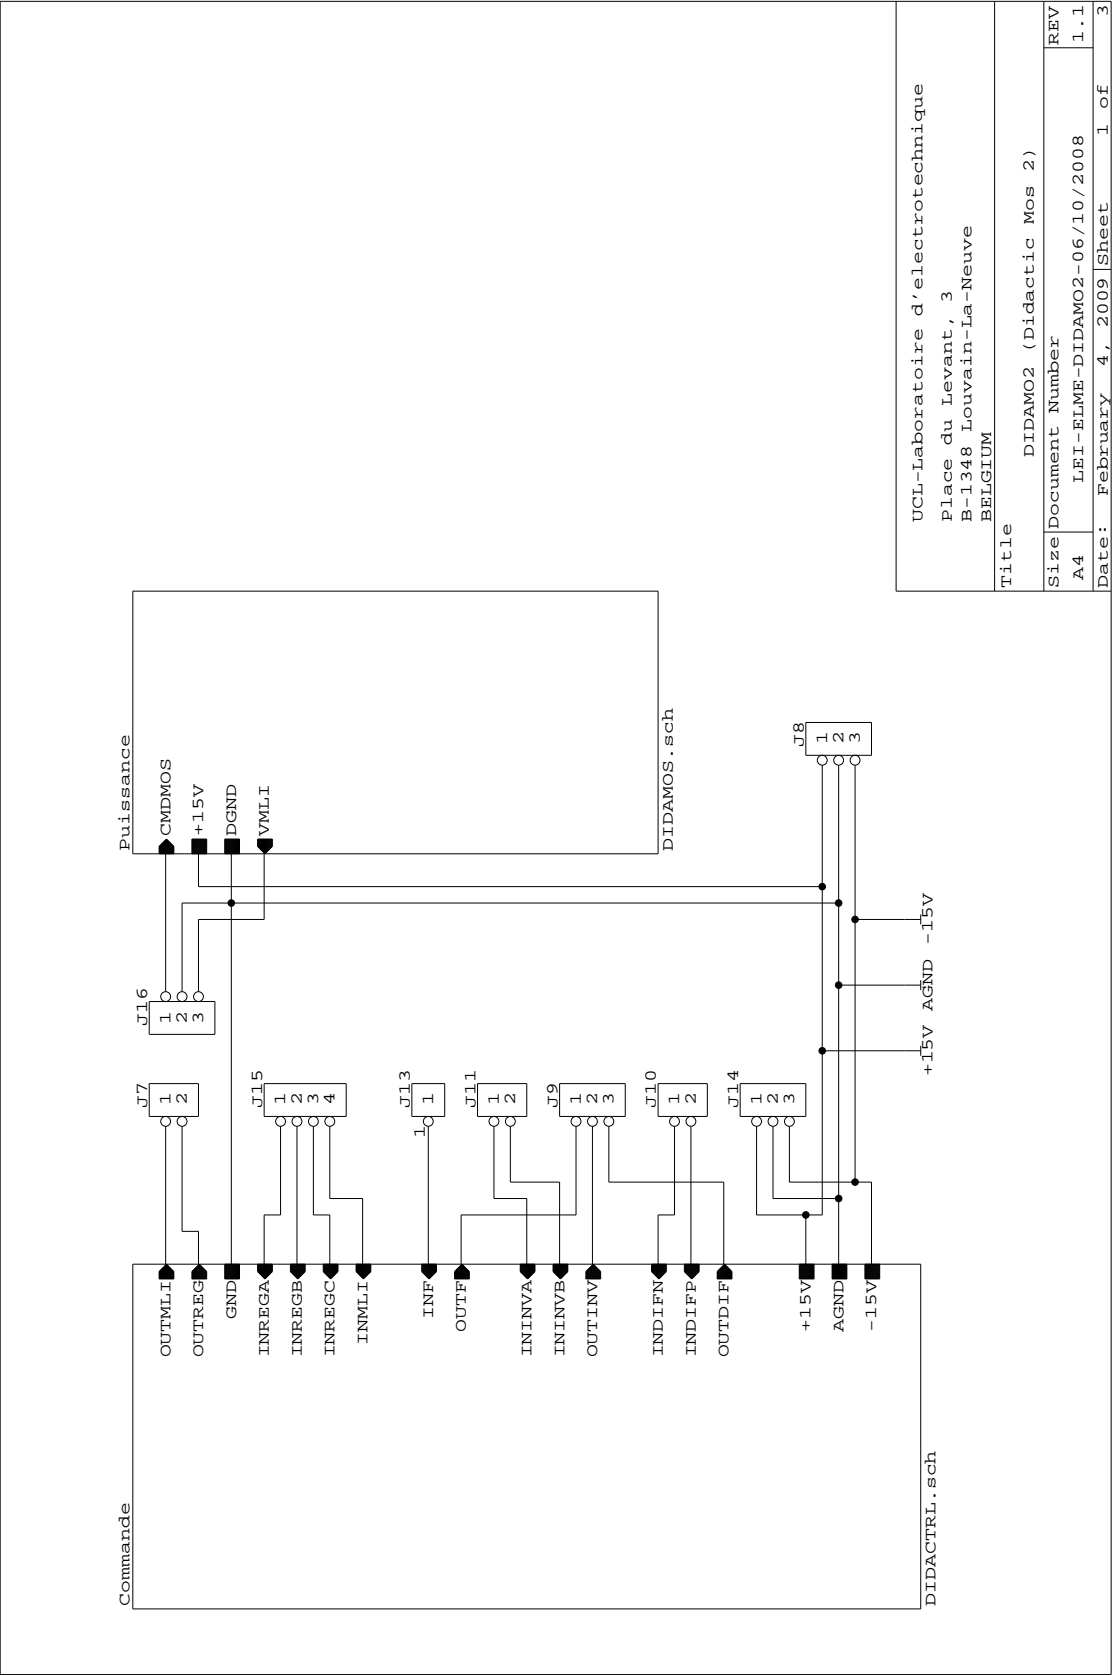 Commande
OUTMLI
OUTREG
GND
INREGA
INREGB
INREGC
INMLI
INF
OUTF
ININVA
ININVB
OUTINV
INDIFN
INDIFP
OUTDIF
+15V
AGND
-15V
DIDACTRL.sch
J7
1
2
J15
1
2
3
4
J13
1
1
J11
1
2
J9
1
2
3
J10
1
2
J14
1
2
3
J16
1
2
3
+15V AGND -15V
Puissance
CMDMOS
+15V
DGND
VMLI
DIDAMOS.sch
J8
1
2
3
UCL-Laboratoire d'electrotechnique
Place du Levant, 3
B-1348 Louvain-La-Neuve
BELGIUM
Title
DIDAMO2 (Didactic Mos 2)
Size Document Number REV
A4 LEI-ELME-DIDAMO2-06/10/2008 1.1
Date: February 4, 2009 Sheet 1 of 3